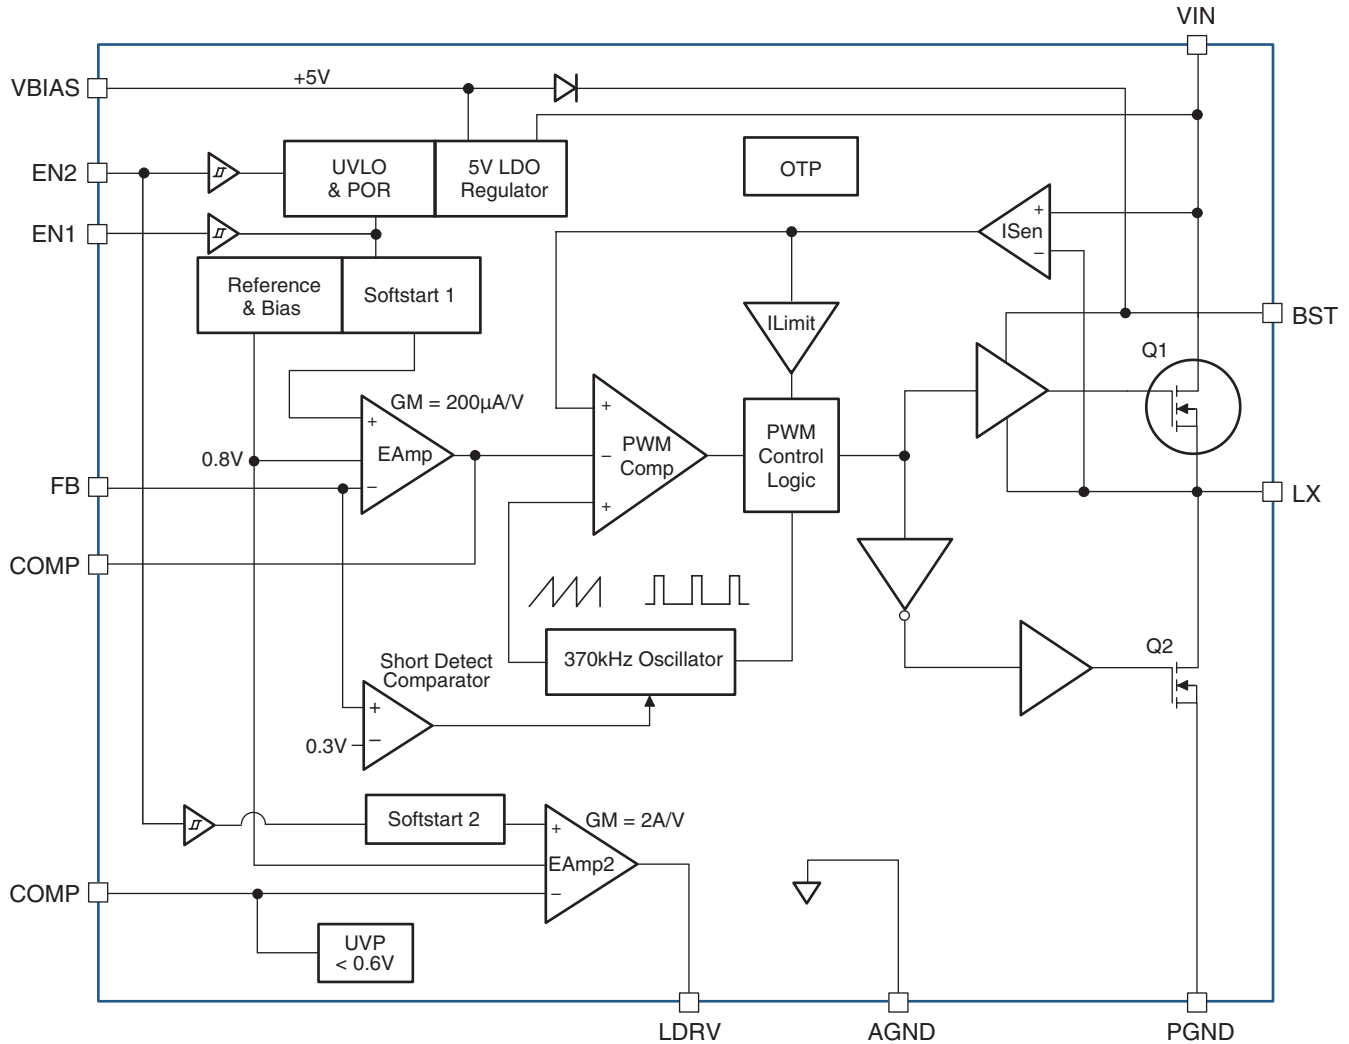 VIN
VBIAS
+5V
EN2
UVLO
& POR
5V LDO
Regulator
OTP
EN1
+
ISen
−
Reference
& Bias
Softstart 1
ILimit
BST
Q1
GM = 200µA/V
+
EAmp
−
0.8V
+
PWM
Comp
−
+
PWM
Control
Logic
FB
LX
COMP
370kHz Oscillator
Short Detect
Comparator
+
−
0.3V
Q2
Softstart 2
GM = 2A/V
+
EAmp2
−
COMP
UVP
< 0.6V
LDRV
AGND
PGND